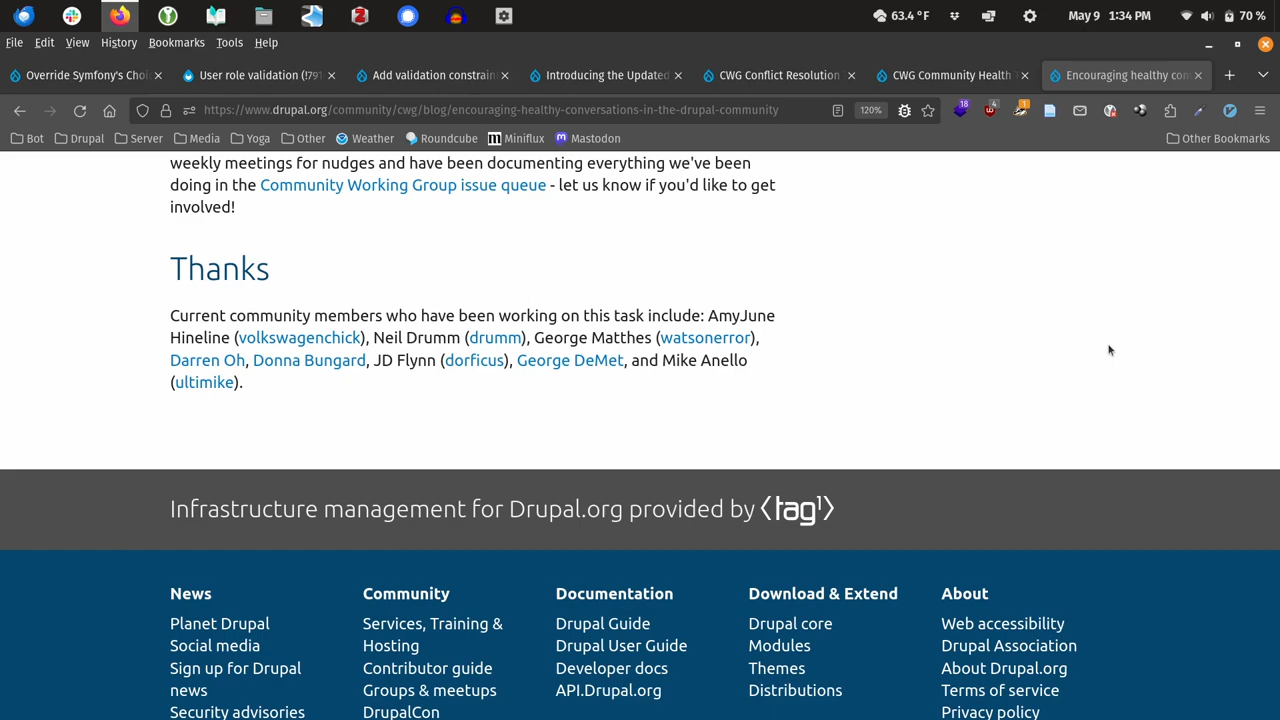 63.4 °F
May 9 1:34 PM
70 %
File Edit View History Bookmarks Tools Help
Override Symfony's Choi
User role validation (!791
Add validation constrain
Introducing the Updated
CWG Conflict Resolution
CWG Community Health T
Encouraging healthy con
https://www.drupal.org/community/cwg/blog/encouraging-healthy-conversations-in-the-drupal-community
120%
18
4
1
Bot Drupal Server Media Yoga Other Weather Roundcube Miniflux Mastodon Other Bookmarks
weekly meetings for nudges and have been documenting everything we've been
doing in the Community Working Group issue queue - let us know if you'd like to get
involved!
Thanks
Current community members who have been working on this task include: AmyJune
Hineline (volkswagenchick), Neil Drumm (drumm), George Matthes (watsonerror),
Darren Oh, Donna Bungard, JD Flynn (dorficus), George DeMet, and Mike Anello
(ultimike).
Infrastructure management for Drupal.org provided by ⟨tag1⟩
News
Planet Drupal
Social media
Sign up for Drupal
news
Security advisories
Community
Services, Training &
Hosting
Contributor guide
Groups & meetups
DrupalCon
Documentation
Drupal Guide
Drupal User Guide
Developer docs
API.Drupal.org
Download & Extend
Drupal core
Modules
Themes
Distributions
About
Web accessibility
Drupal Association
About Drupal.org
Terms of service
Privacy policy